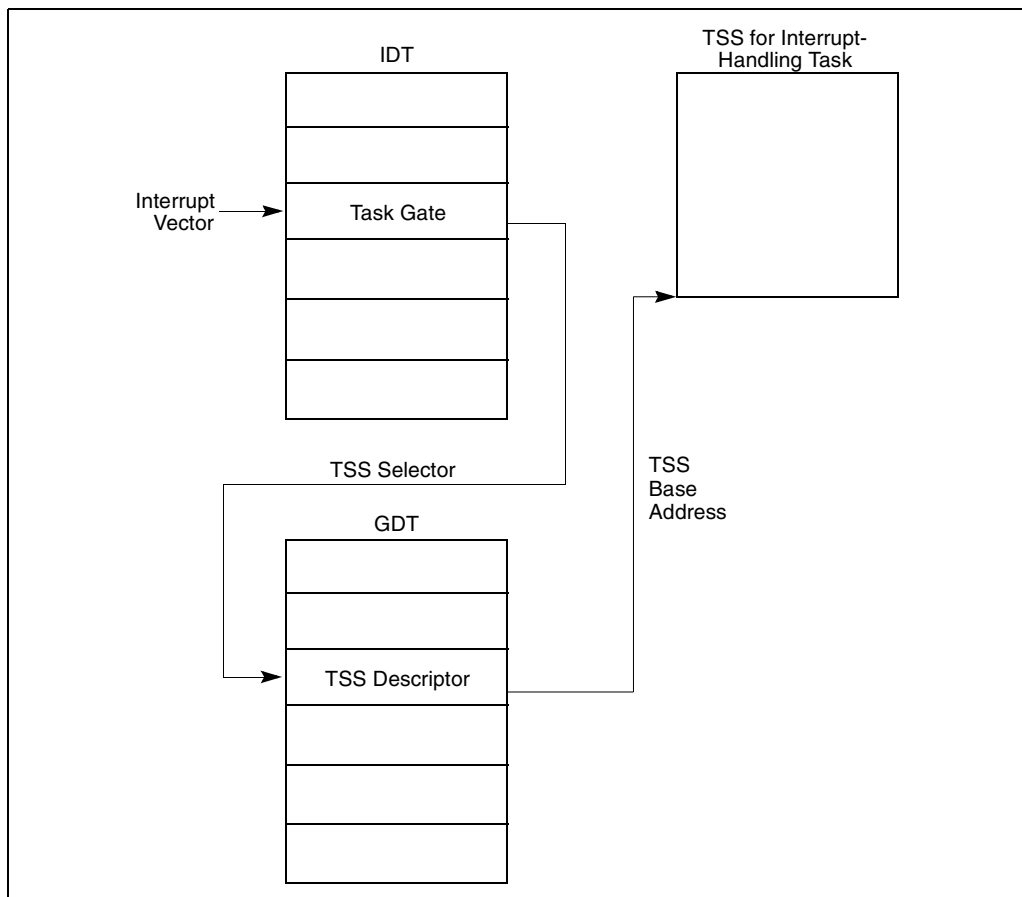 IDT
TSS for Interrupt-
Handling Task
Interrupt
Vector
Task Gate
TSS Selector
TSS
Base
Address
GDT
TSS Descriptor